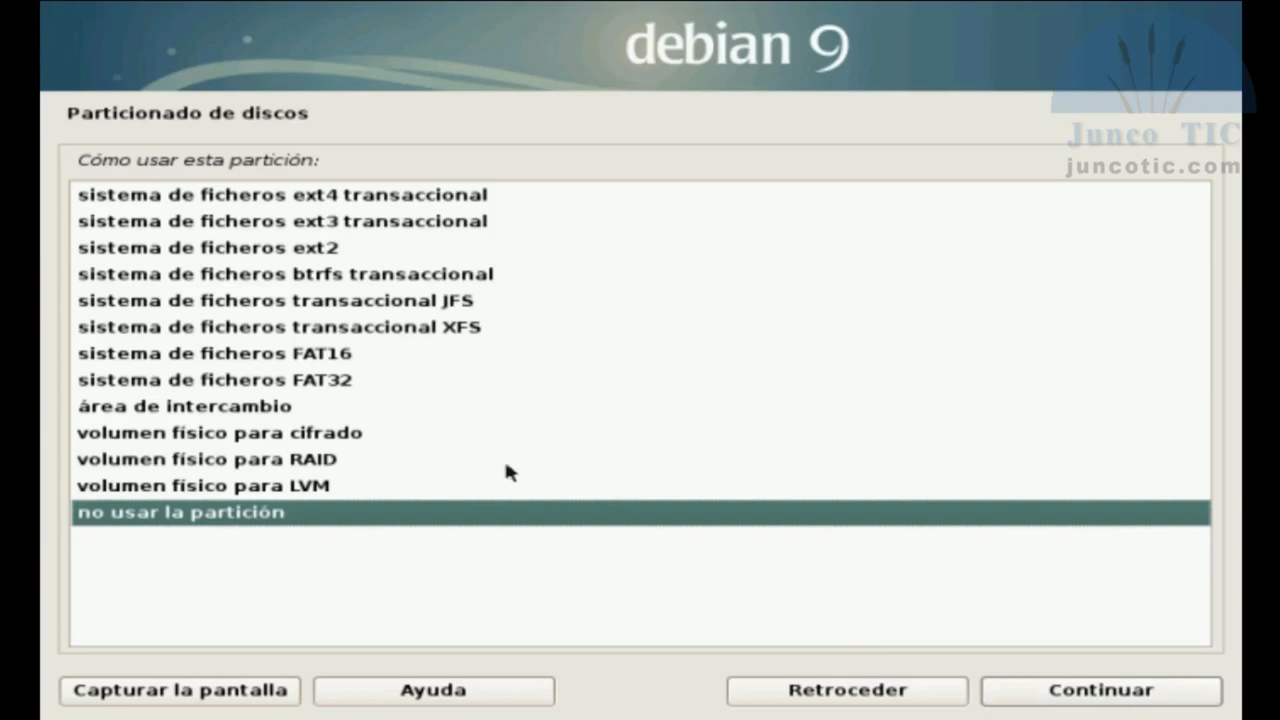 debian 9
Junco TIC
juncotic.com
Particionado de discos
Cómo usar esta partición:
sistema de ficheros ext4 transaccional
sistema de ficheros ext3 transaccional
sistema de ficheros ext2
sistema de ficheros btrfs transaccional
sistema de ficheros transaccional JFS
sistema de ficheros transaccional XFS
sistema de ficheros FAT16
sistema de ficheros FAT32
área de intercambio
volumen físico para cifrado
volumen físico para RAID
volumen físico para LVM
no usar la partición
Capturar la pantalla
Ayuda
Retroceder
Continuar